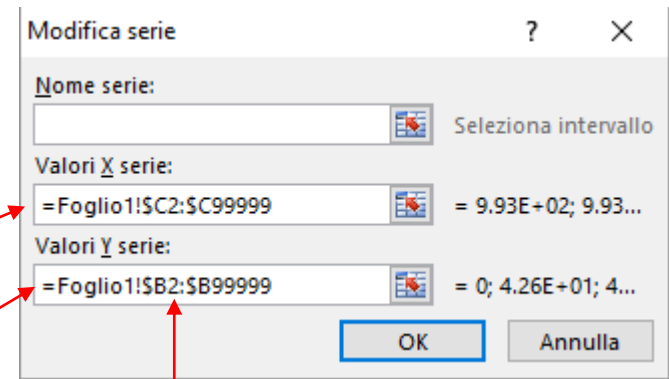 Modifica serie ? ×
Nome serie:
Seleziona intervallo
Valori X serie:
=Foglio1!$C2:$C99999 = 9.93E+02; 9.93...
Valori Y serie:
=Foglio1!$B2:$B99999 = 0; 4.26E+01; 4...
OK Annulla